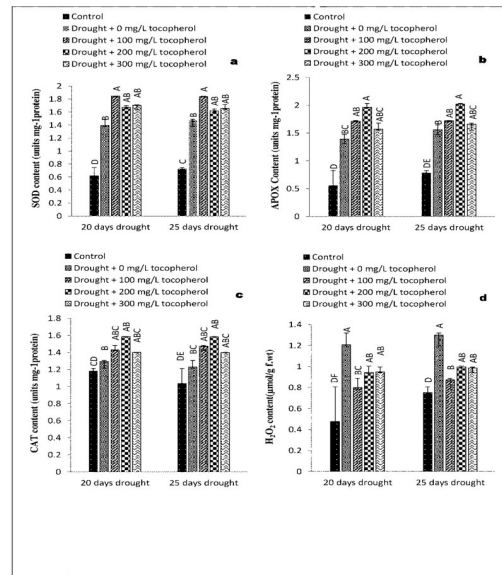 Control
Drought + 0 mg/L tocopherol
Drought + 100 mg/L tocopherol
Drought + 200 mg/L tocopherol
Drought + 300 mg/L tocopherol
a
SOD content (units mg-1protein)
2
1.8
1.6
1.4
1.2
1
0.8
0.6
0.4
0.2
0
D
B
A
AB
AB
C
B
A
AB
AB
20 days drought
25 days drought
Control
Drought + 0 mg/L tocopherol
Drought + 100 mg/L tocopherol
Drought + 200 mg/L tocopherol
Drought + 300 mg/L tocopherol
b
APOX Content (units mg-1protein)
2.5
2
1.5
1
0.5
0
D
BC
AB
A
B
DE
B
AB
A
AB
20 days drought
25 days drought
Control
Drought + 0 mg/L tocopherol
Drought + 100 mg/L tocopherol
Drought + 200 mg/L tocopherol
Drought + 300 mg/L tocopherol
c
CAT content (units mg-1protein)
1.8
1.6
1.4
1.2
1
0.8
0.6
0.4
0.2
0
CD
B
ABC
AB
ABC
DE
B
ABC
AB
ABC
20 days drought
25 days drought
Control
Drought + 0 mg/L tocopherol
Drought + 100 mg/L tocopherol
Drought + 200 mg/L tocopherol
Drought + 300 mg/L tocopherol
d
H₂O₂ content(µmol/g f.wt)
1.4
1.2
1
0.8
0.6
0.4
0.2
0
DF
A
BC
AB
AB
D
A
B
AB
AB
20 days drought
25 days drought